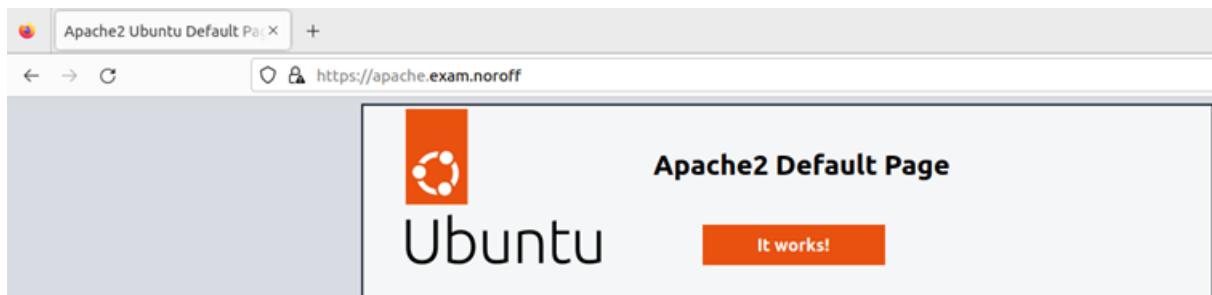 Apache2 Ubuntu Default Pa
https://apache.exam.noroff
Apache2 Default Page
Ubuntu
It works!